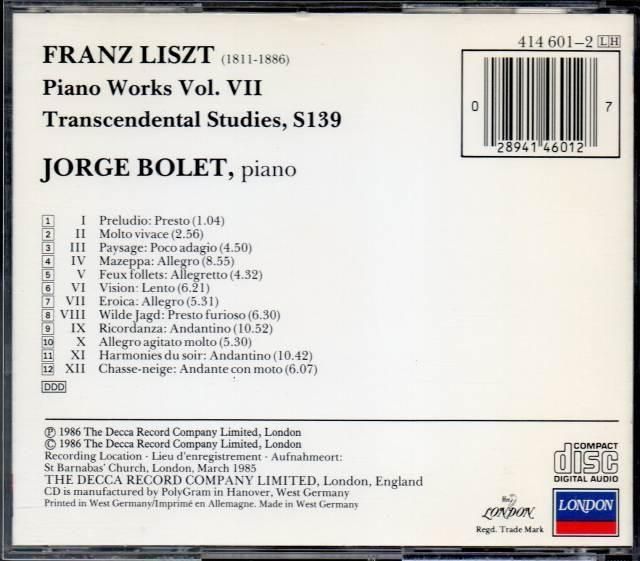 FRANZ LISZT (1811-1886)
Piano Works Vol. VII
Transcendental Studies, S139
JORGE BOLET, piano
414 601-2 LH
0 28941 46012 7
1 I Preludio: Presto (1.04)
2 II Molto vivace (2.56)
3 III Paysage: Poco adagio (4.50)
4 IV Mazeppa: Allegro (8.55)
5 V Feux follets: Allegretto (4.32)
6 VI Vision: Lento (6.21)
7 VII Eroica: Allegro (5.31)
8 VIII Wilde Jagd: Presto furioso (6.30)
9 IX Ricordanza: Andantino (10.52)
10 X Allegro agitato molto (5.30)
11 XI Harmonies du soir: Andantino (10.42)
12 XII Chasse-neige: Andante con moto (6.07)
DDD
℗ 1986 The Decca Record Company Limited, London
© 1986 The Decca Record Company Limited, London
Recording Location · Lieu d'enregistrement · Aufnahmeort:
St Barnabas' Church, London, March 1985
THE DECCA RECORD COMPANY LIMITED, London, England
CD is manufactured by PolyGram in Hanover, West Germany
Printed in West Germany/Imprimé en Allemagne. Made in West Germany
LONDON
Regd. Trade Mark
COMPACT
disc
DIGITAL AUDIO
LONDON